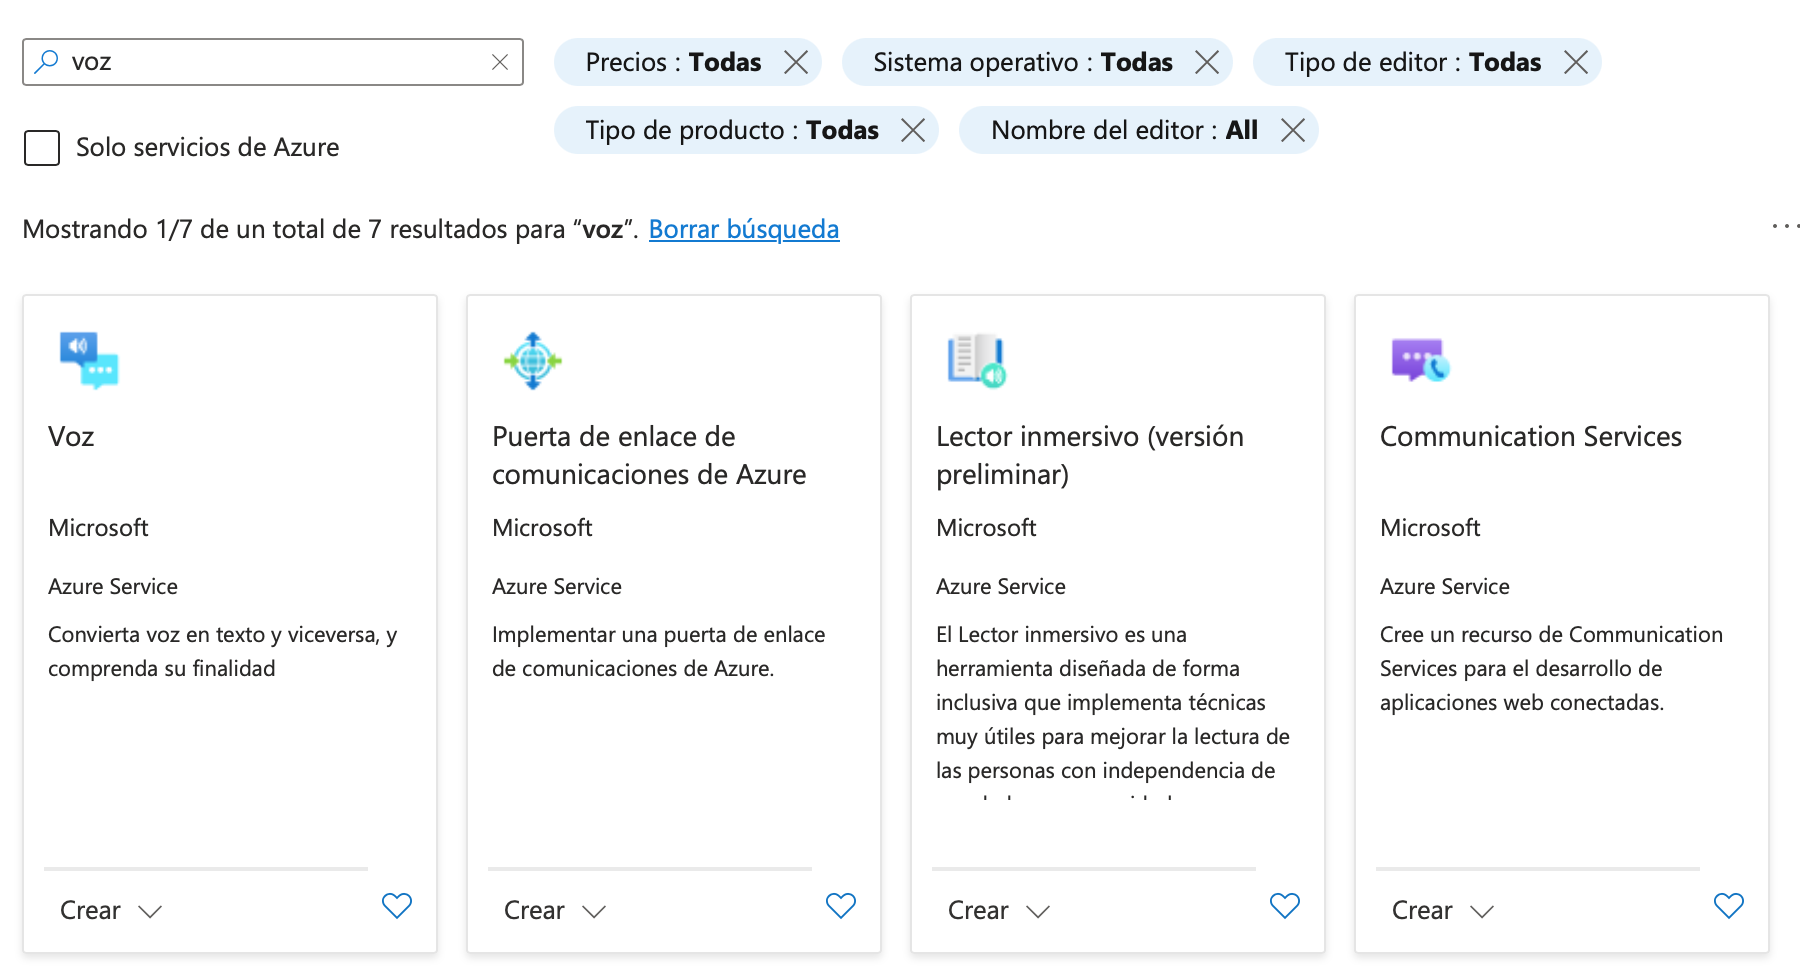 voz
Precios : Todas
Sistema operativo : Todas
Tipo de editor : Todas
Tipo de producto : Todas
Nombre del editor : All
Solo servicios de Azure
Mostrando 1/7 de un total de 7 resultados para “voz”. Borrar búsqueda
Voz
Microsoft
Azure Service
Convierta voz en texto y viceversa, y
comprenda su finalidad
Crear
Puerta de enlace de
comunicaciones de Azure
Microsoft
Azure Service
Implementar una puerta de enlace
de comunicaciones de Azure.
Crear
Lector inmersivo (versión
preliminar)
Microsoft
Azure Service
El Lector inmersivo es una
herramienta diseñada de forma
inclusiva que implementa técnicas
muy útiles para mejorar la lectura de
las personas con independencia de
Crear
Communication Services
Microsoft
Azure Service
Cree un recurso de Communication
Services para el desarrollo de
aplicaciones web conectadas.
Crear